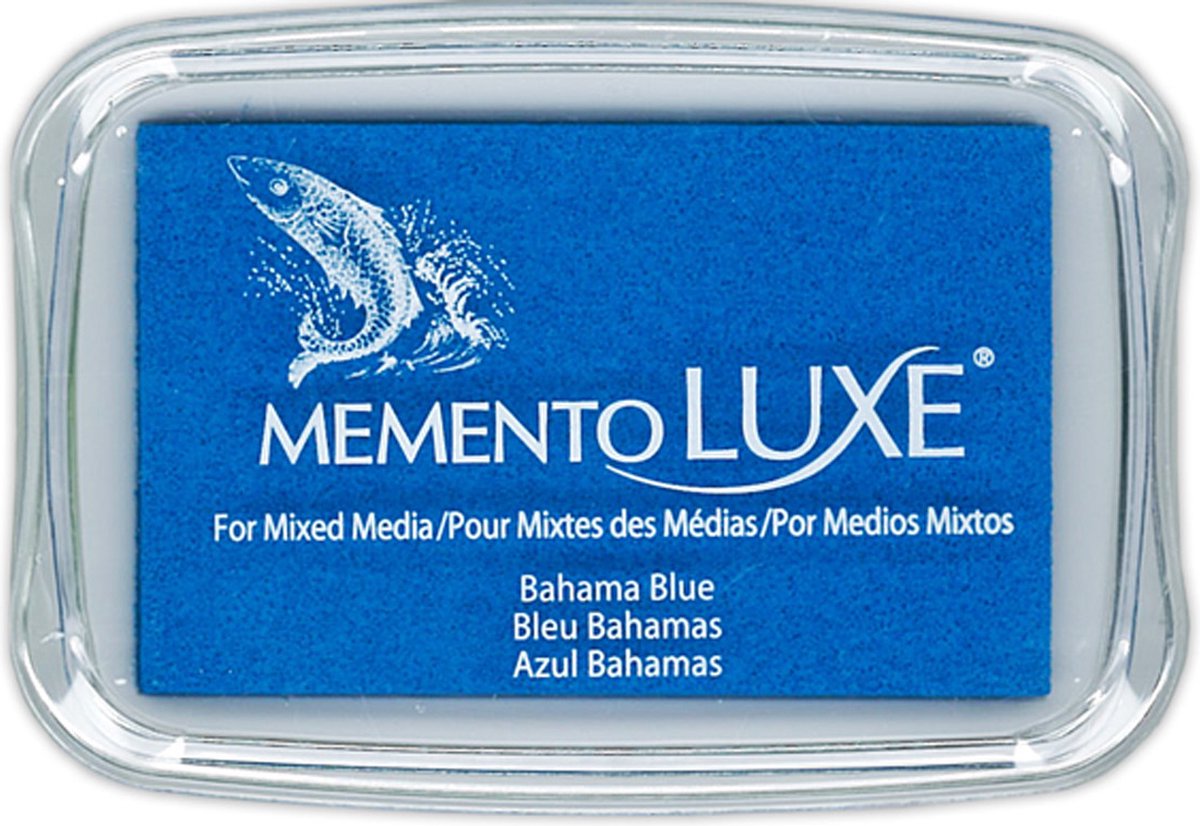 MEMENTO LUXE®
For Mixed Media/Pour Mixtes des Médias/Por Medios Mixtos
Bahama Blue
Bleu Bahamas
Azul Bahamas